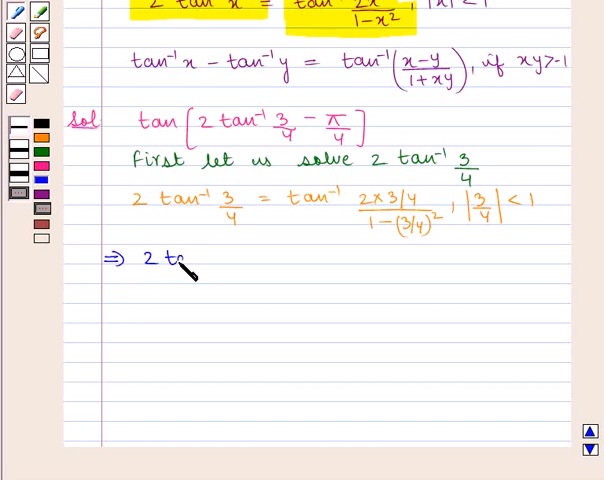 2 tan⁻¹ x = tan⁻¹ 2x/(1-x²), |x| < 1
tan⁻¹x - tan⁻¹y = tan⁻¹((x-y)/(1+xy)), if xy>-1
Sol tan[2 tan⁻¹ 3/4 - π/4]
First let us solve 2 tan⁻¹ 3/4
2 tan⁻¹ 3/4 = tan⁻¹ (2×3/4)/(1-(3/4)²), |3/4| < 1
⇒ 2 ta